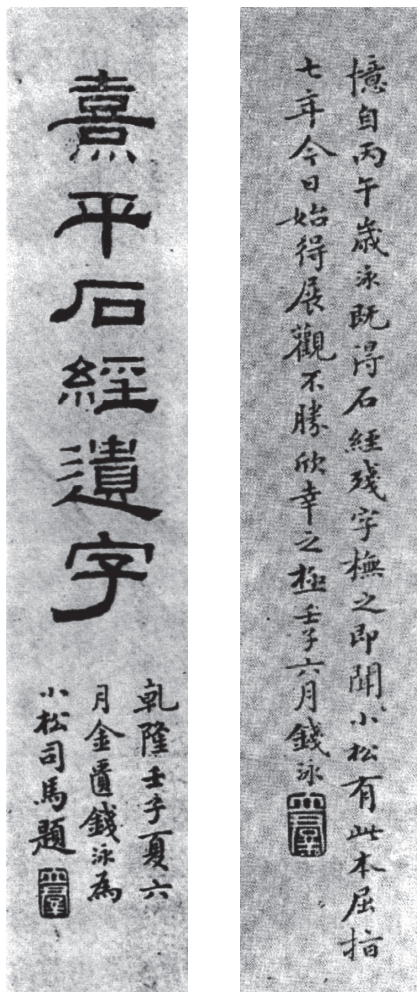 憶自丙午歲泳既得石經殘字橅之即聞小松有此本屈指
七年今日始得展觀不勝欣幸之極壬子六月錢泳
熹平石經遺字
乾隆壬子夏六
月金匱錢泳為
小松司馬題